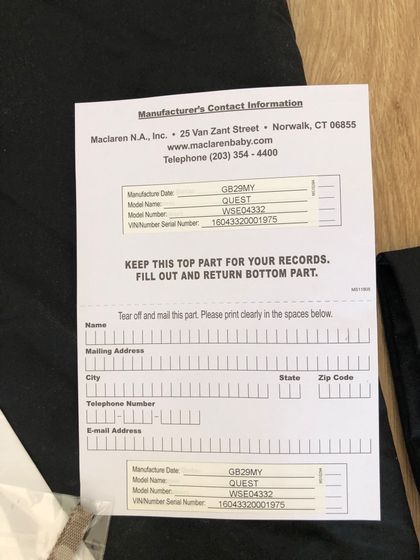 Manufacturer's Contact Information
Maclaren N.A., Inc. • 25 Van Zant Street • Norwalk, CT 06855
www.maclarenbaby.com
Telephone (203) 354 - 4400
Manufacture Date: GB29MY
Model Name: QUEST
Model Number: WSE04332
VIN/Number Serial Number: 16043320001975
KEEP THIS TOP PART FOR YOUR RECORDS.
FILL OUT AND RETURN BOTTOM PART.
Tear off and mail this part. Please print clearly in the spaces below.
Name
Mailing Address
City State Zip Code
Telephone Number
E-mail Address
Manufacture Date: GB29MY
Model Name: QUEST
Model Number: WSE04332
VIN/Number Serial Number: 16043320001975